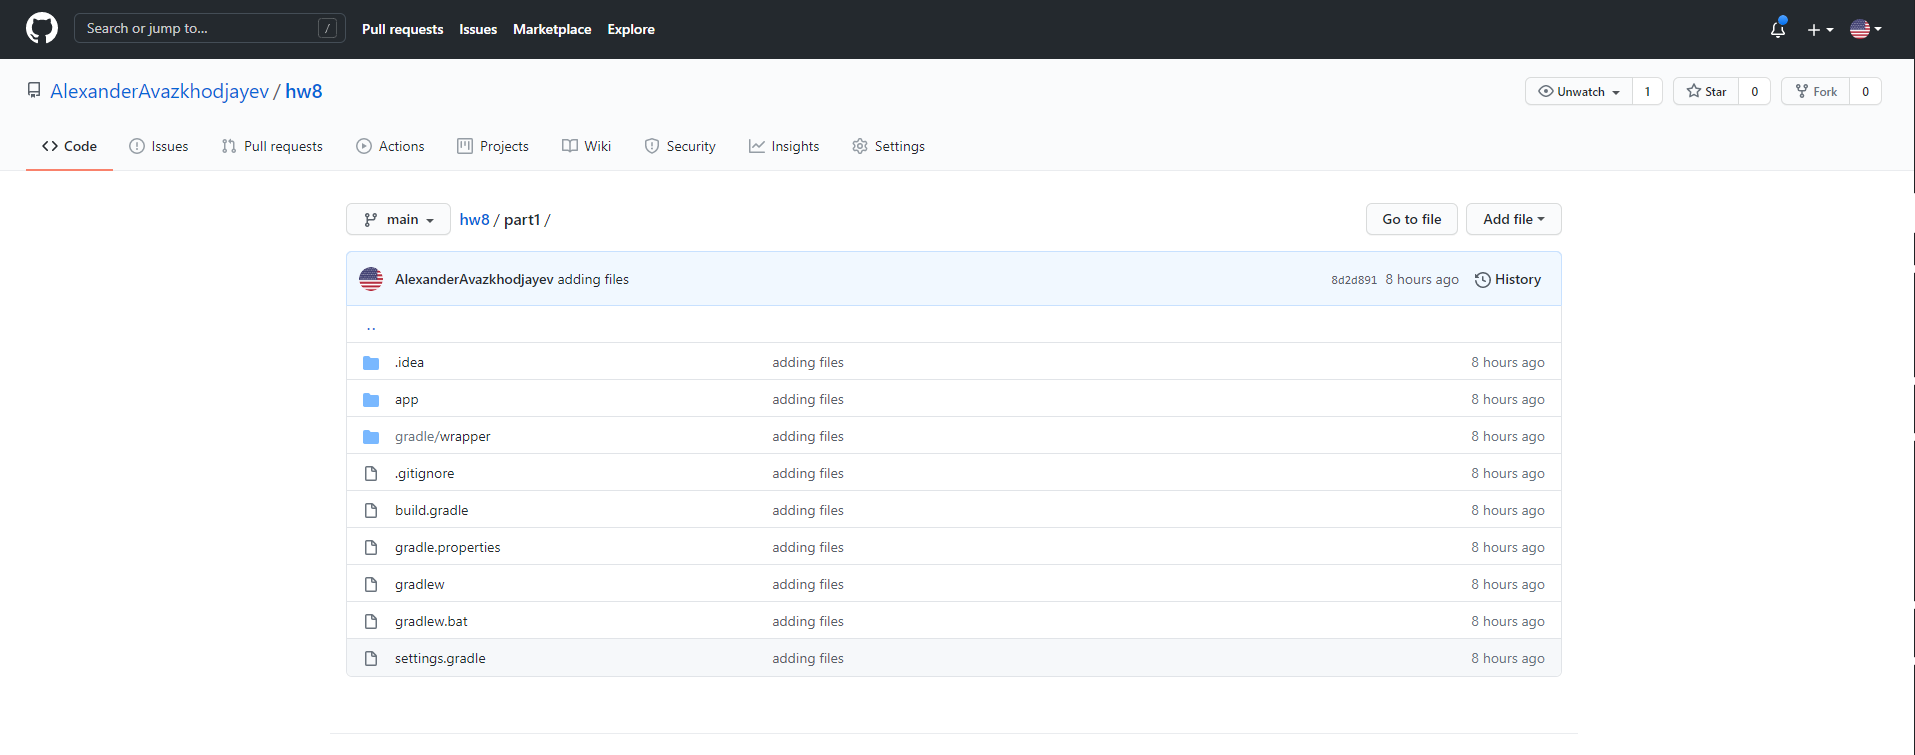 Search or jump to... / Pull requests Issues Marketplace Explore
AlexanderAvazkhodjayev / hw8 Unwatch 1 Star 0 Fork 0
Code Issues Pull requests Actions Projects Wiki Security Insights Settings
main hw8 / part1 / Go to file Add file
AlexanderAvazkhodjayev adding files 8d2d891 8 hours ago History
..
.idea adding files 8 hours ago
app adding files 8 hours ago
gradle/wrapper adding files 8 hours ago
.gitignore adding files 8 hours ago
build.gradle adding files 8 hours ago
gradle.properties adding files 8 hours ago
gradlew adding files 8 hours ago
gradlew.bat adding files 8 hours ago
settings.gradle adding files 8 hours ago